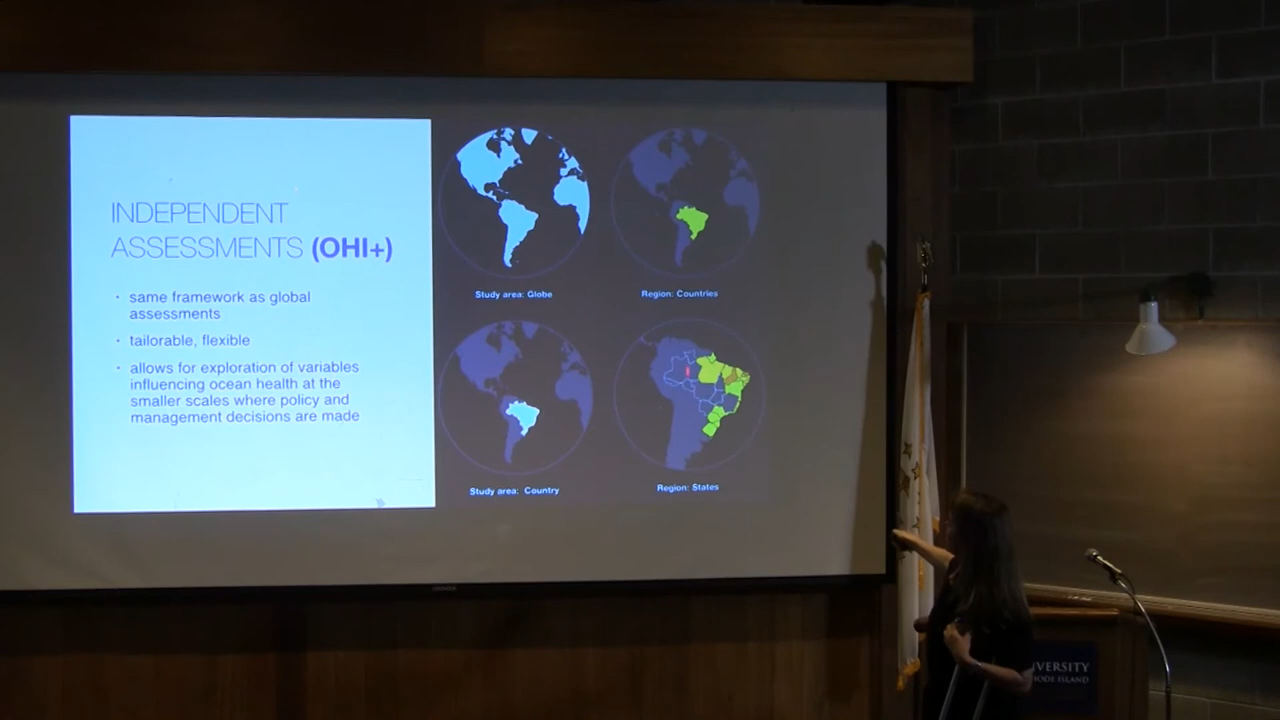 INDEPENDENT
ASSESSMENTS (OHI+)
· same framework as global
assessments
· tailorable, flexible
· allows for exploration of variables
influencing ocean health at the
smaller scales where policy and
management decisions are made
Study area: Globe
Region: Countries
Study area: Country
Region: States
VERSITY
HODE ISLAND